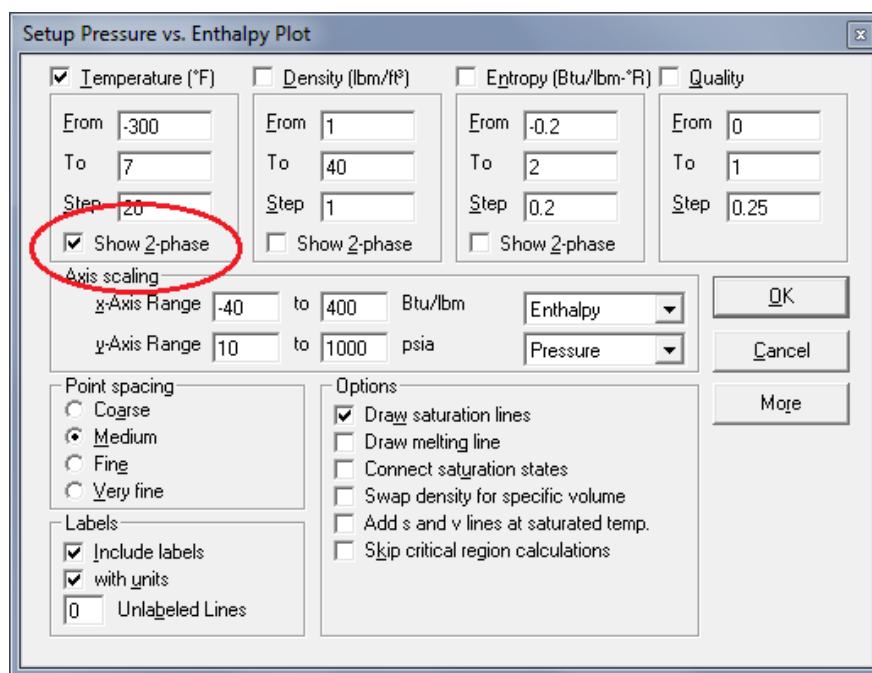 Setup Pressure vs. Enthalpy Plot
x
Temperature (°F) Density (lbm/ft³) Entropy (Btu/lbm-°R) Quality
From -300 From 1 From -0.2 From 0
To 7 To 40 To 2 To 1
Step 20 Step 1 Step 0.2 Step 0.25
Show 2-phase Show 2-phase Show 2-phase
Axis scaling
x-Axis Range -40 to 400 Btu/lbm Enthalpy OK
y-Axis Range 10 to 1000 psia Pressure Cancel
Point spacing Options More
Coarse Draw saturation lines
Medium Draw melting line
Fine Connect saturation states
Very fine Swap density for specific volume
Labels Add s and v lines at saturated temp.
Include labels Skip critical region calculations
with units
0 Unlabeled Lines